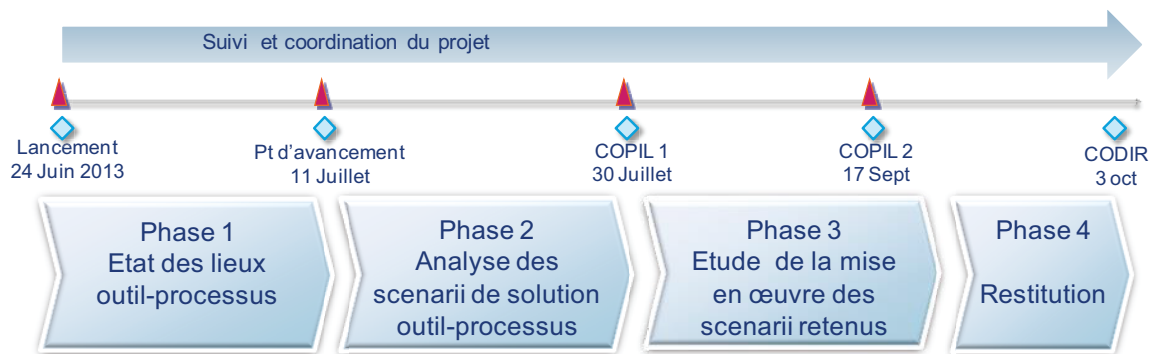 Suivi et coordination du projet
Lancement
24 Juin 2013
Pt d'avancement
11 Juillet
COPIL 1
30 Juillet
COPIL 2
17 Sept
CODIR
3 oct
Phase 1
Etat des lieux
outil-processus
Phase 2
Analyse des
scenarii de solution
outil-processus
Phase 3
Etude de la mise
en œuvre des
scenarii retenus
Phase 4
Restitution